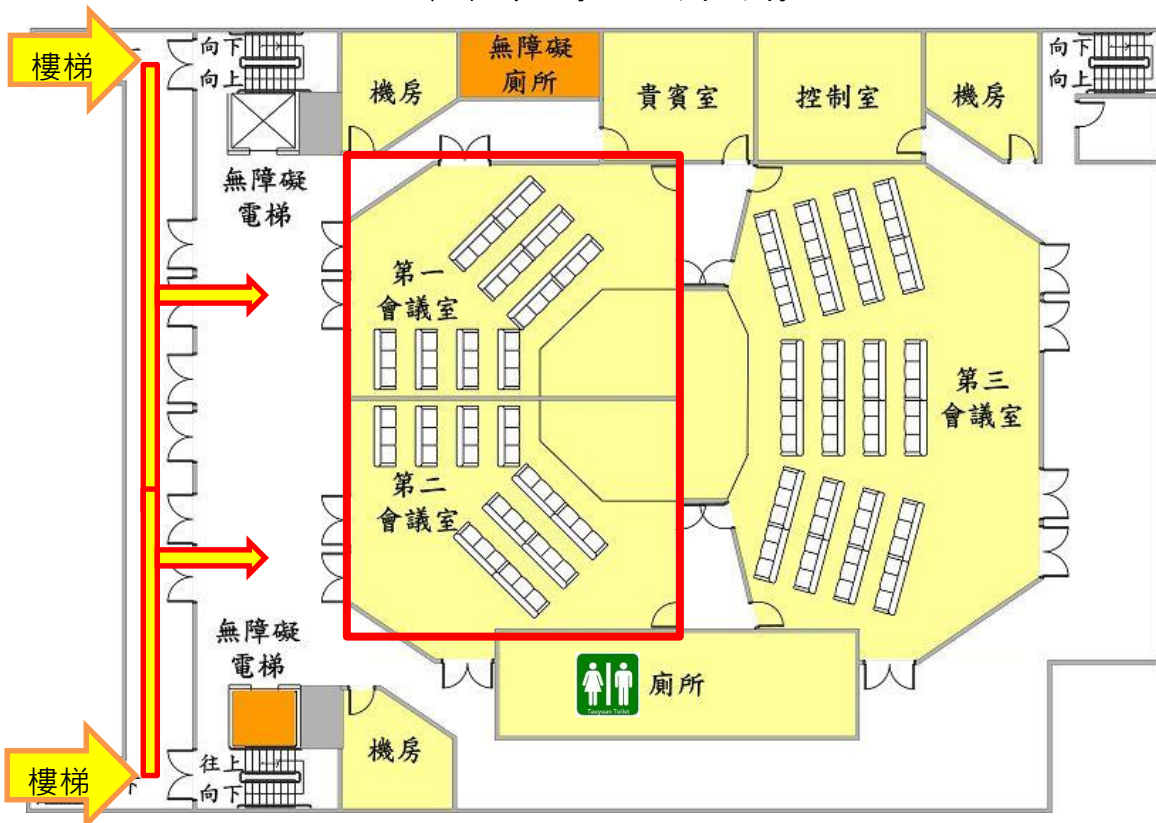 樓梯
向下
向上
機房
無障礙
廁所
貴賓室
控制室
機房
向下
向上
無障礙
電梯
第一
會議室
第三
會議室
第二
會議室
無障礙
電梯
廁所
Taoyuan Toilet
機房
往上
向下
樓梯